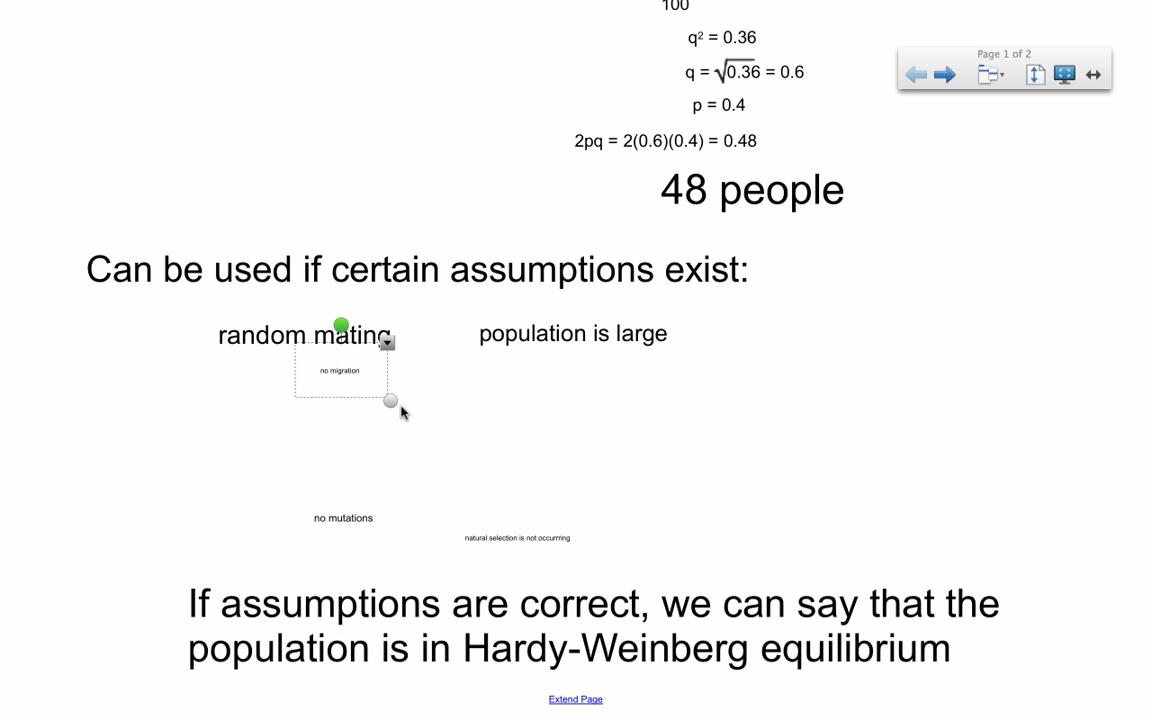 100
Page 1 of 2
q² = 0.36
q = √0.36 = 0.6
p = 0.4
2pq = 2(0.6)(0.4) = 0.48
48 people
Can be used if certain assumptions exist:
random mating
population is large
no migration
no mutations
natural selection is not occurrring
If assumptions are correct, we can say that the
population is in Hardy-Weinberg equilibrium
Extend Page